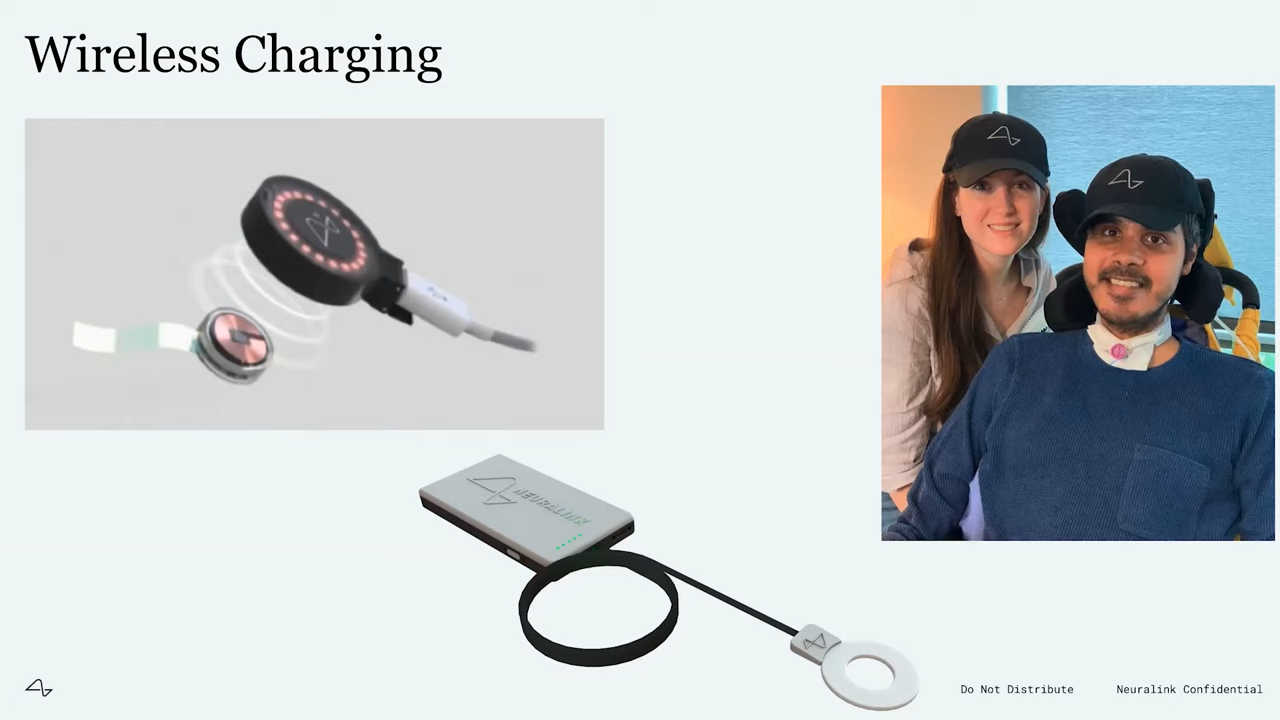 Wireless Charging
NEURALINK
Do Not Distribute
Neuralink Confidential